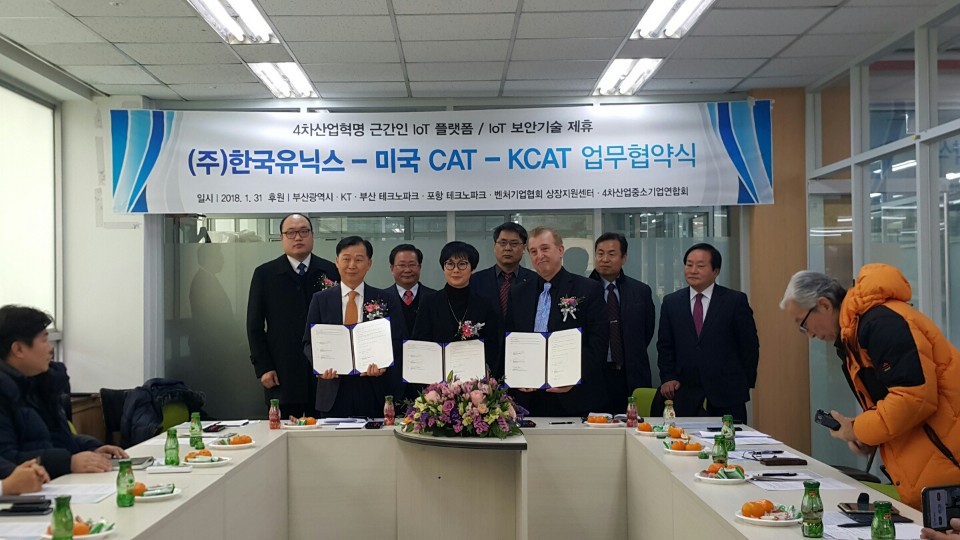 4차산업혁명 근간인 IoT 플랫폼 / IoT 보안기술 제휴
(주)한국유닉스 – 미국 CAT – KCAT 업무협약식
일시 | 2018. 1. 31 후원 | 부산광역시 · KT · 부산 테크노파크 · 포항 테크노파크 · 벤처기업협회 상장지원센터 · 4차산업중소기업연합회